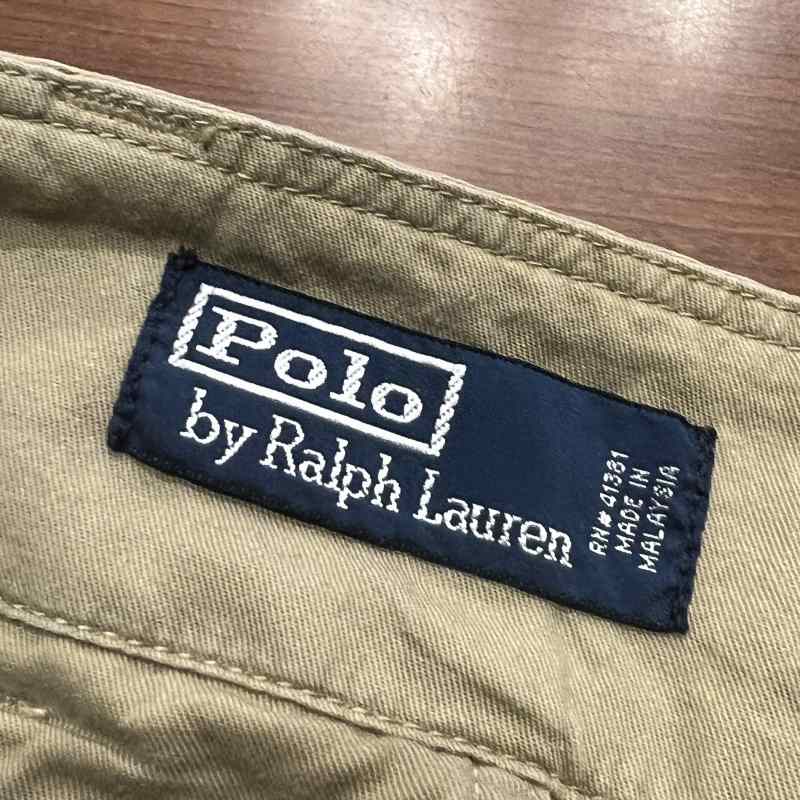 Polo
by Ralph Lauren
RN# 41381
MADE IN
MALAYSIA